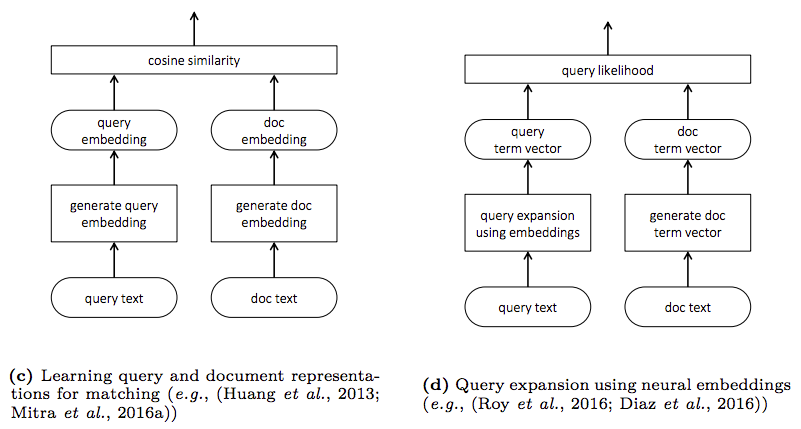 cosine similarity
query
embedding
doc
embedding
generate query
embedding
generate doc
embedding
query text
doc text
(c) Learning query and document representa-
tions for matching (e.g., (Huang et al., 2013;
Mitra et al., 2016a))
query likelihood
query
term vector
doc
term vector
query expansion
using embeddings
generate doc
term vector
query text
doc text
(d) Query expansion using neural embeddings
(e.g., (Roy et al., 2016; Diaz et al., 2016))